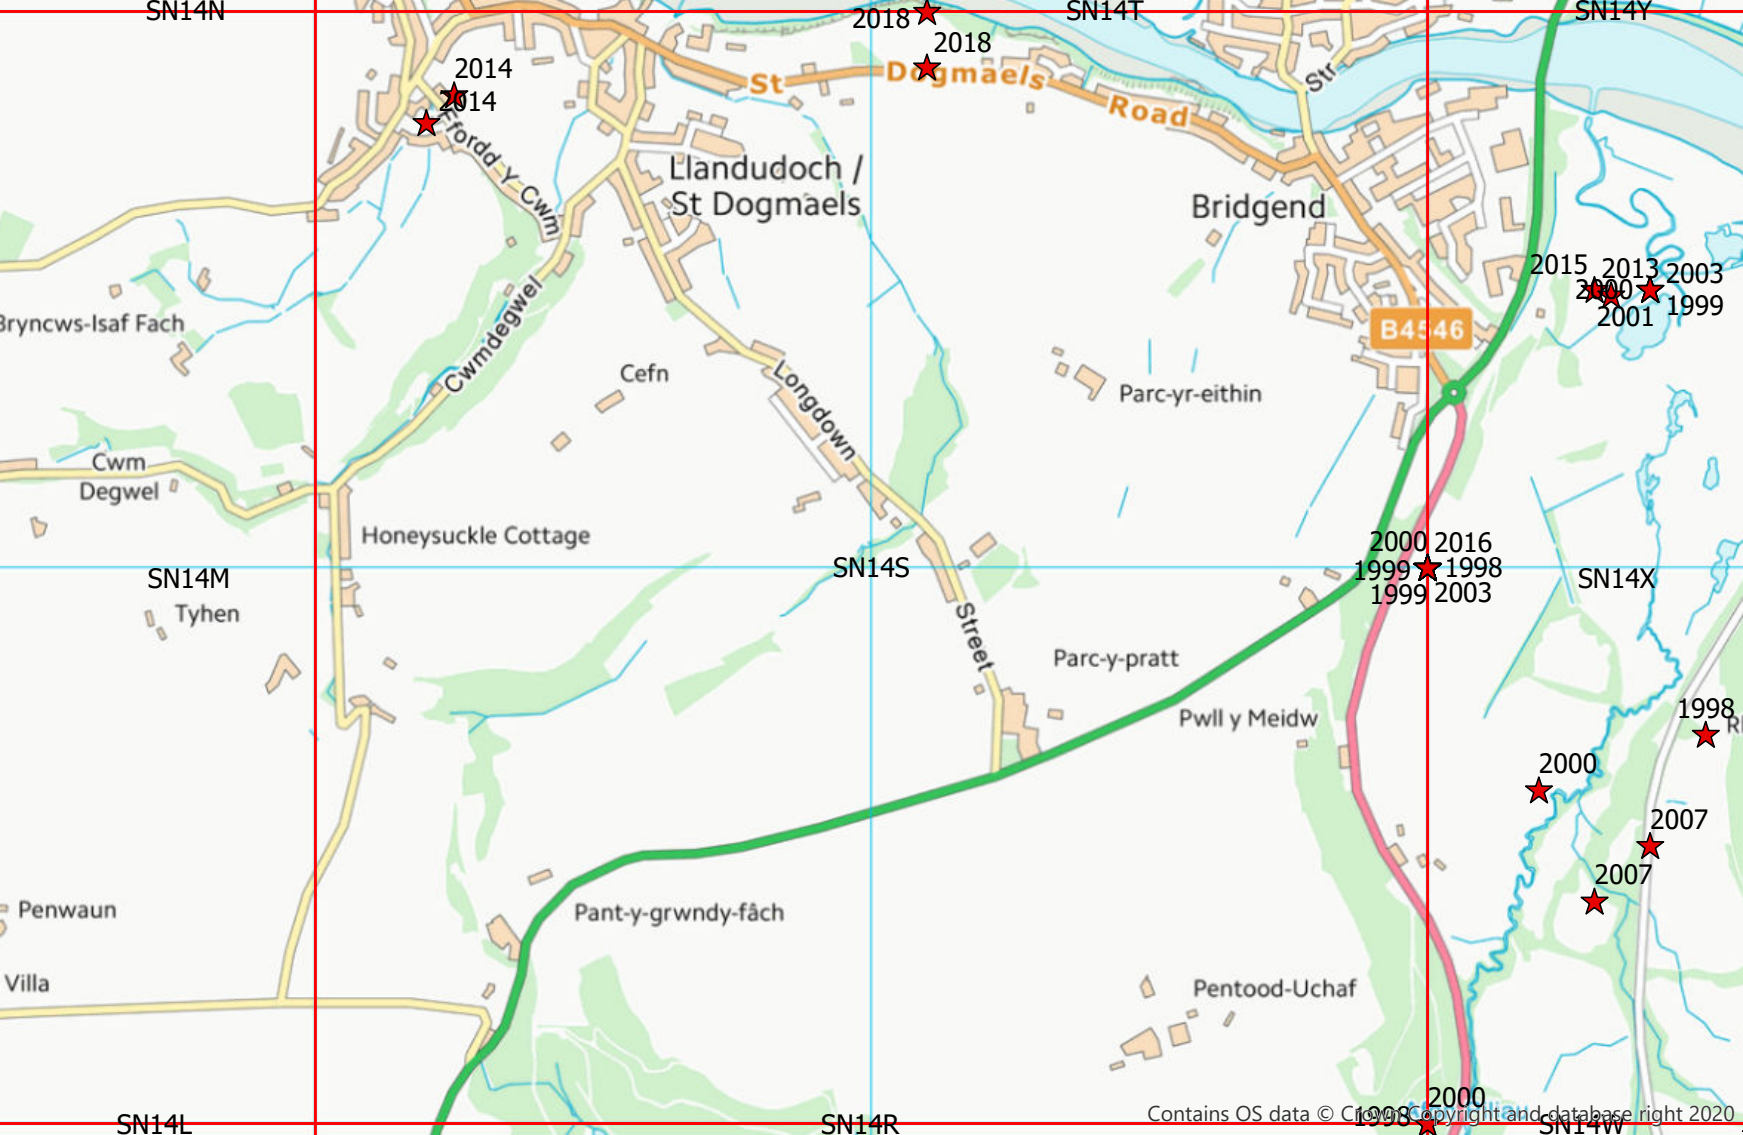 SN14N
SN14T
SN14Y
2018
2018
St Dogmaels Road
Str
2014
2014
Ffordd Y Cwm
Llandudoch /
St Dogmaels
Bridgend
2015
2013
2003
2000
1999
2001
Bryncws-Isaf Fach
Cwmdegwel
B4546
Cefn
Longdown
Parc-yr-eithin
Cwm
Degwel
Honeysuckle Cottage
2000
2016
SN14M
SN14S
1999
1998
SN14X
1999
2003
Tyhen
Street
Parc-y-pratt
Pwll y Meidw
1998
2000
2007
2007
Penwaun
Pant-y-grwndy-fâch
Villa
Pentood-Uchaf
2000
1998
Contains OS data © Crown Copyright and database right 2020
SN14L
SN14R
SN14W